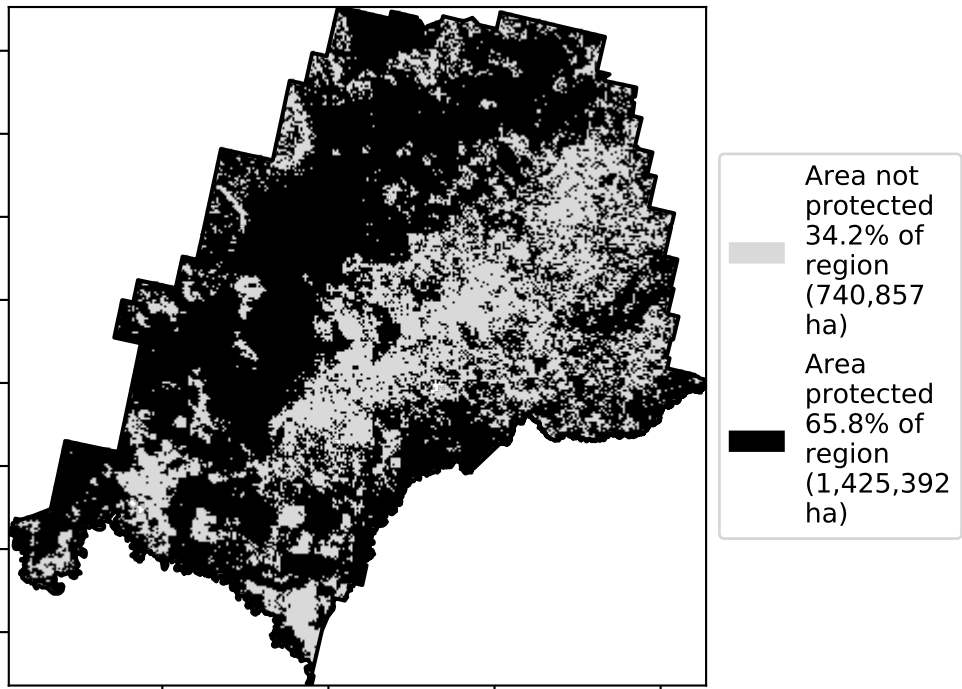 Area not
protected
34.2% of
region
(740,857
ha)
Area
protected
65.8% of
region
(1,425,392
ha)